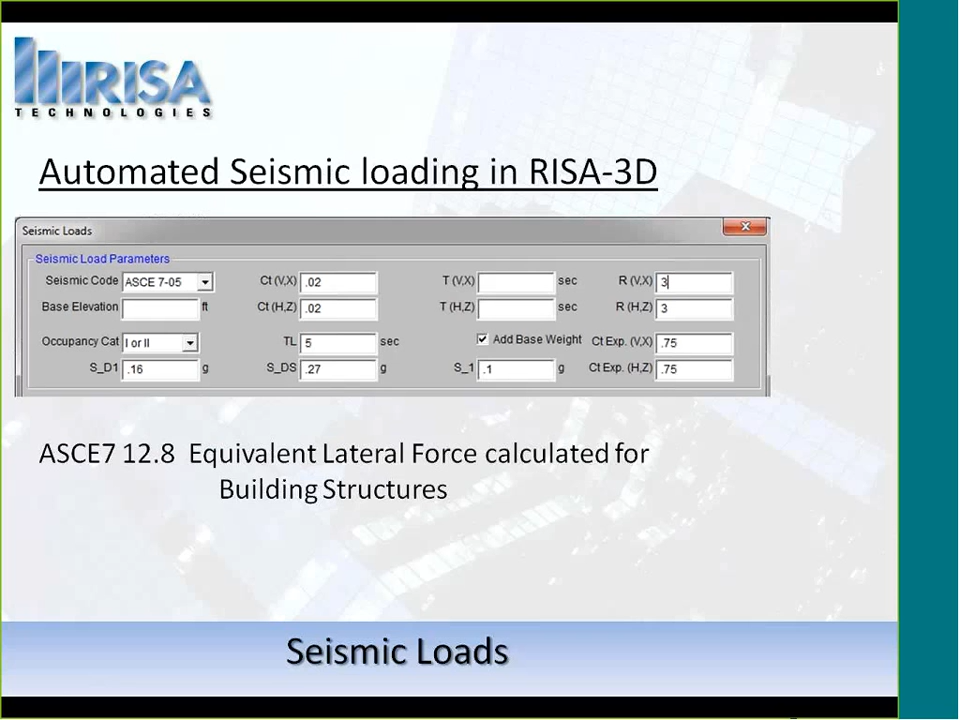 RISA
TECHNOLOGIES
Automated Seismic loading in RISA-3D
Seismic Loads
x
Seismic Load Parameters
Seismic Code ASCE 7-05 Ct (V,X) .02 T (V,X) sec R (V,X) 3
Base Elevation ft Ct (H,Z) .02 T (H,Z) sec R (H,Z) 3
Occupancy Cat I or II TL 5 sec Add Base Weight Ct Exp. (V,X) .75
S_D1 .16 g S_DS .27 g S_1 .1 g Ct Exp. (H,Z) .75
ASCE7 12.8 Equivalent Lateral Force calculated for
Building Structures
Seismic Loads